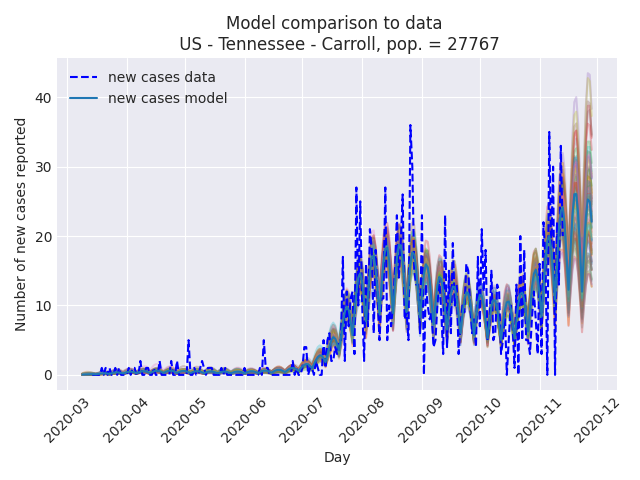 Model comparison to data
US - Tennessee - Carroll, pop. = 27767
new cases data
new cases model
Number of new cases reported
40
30
20
10
0
2020-03
2020-04
2020-05
2020-06
2020-07
2020-08
2020-09
2020-10
2020-11
2020-12
Day